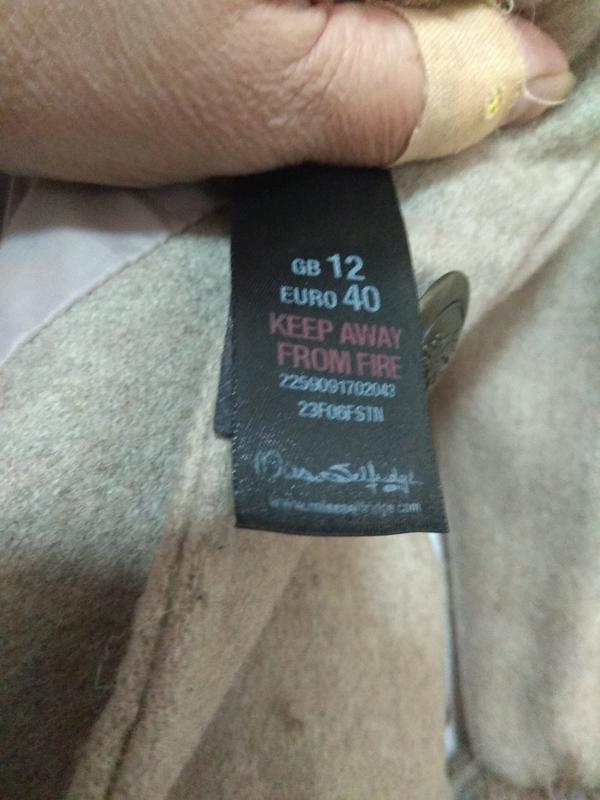 GB 12
EURO 40
KEEP AWAY
FROM FIRE
2259091702043
23F06FSTN
Miss Selfridge
www.missselfridge.com